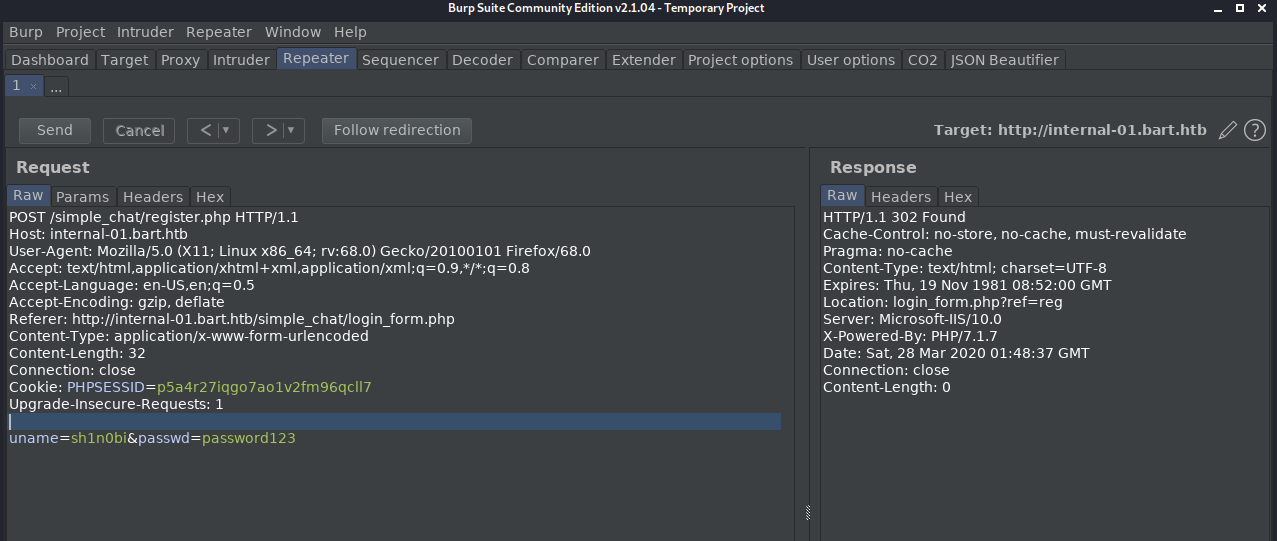 Burp Suite Community Edition v2.1.04 - Temporary Project
Burp Project Intruder Repeater Window Help
Dashboard Target Proxy Intruder Repeater Sequencer Decoder Comparer Extender Project options User options CO2 JSON Beautifier
1 × ...
Send Cancel < > Follow redirection Target: http://internal-01.bart.htb ?
Request
Raw Params Headers Hex
POST /simple_chat/register.php HTTP/1.1
Host: internal-01.bart.htb
User-Agent: Mozilla/5.0 (X11; Linux x86_64; rv:68.0) Gecko/20100101 Firefox/68.0
Accept: text/html,application/xhtml+xml,application/xml;q=0.9,*/*;q=0.8
Accept-Language: en-US,en;q=0.5
Accept-Encoding: gzip, deflate
Referer: http://internal-01.bart.htb/simple_chat/login_form.php
Content-Type: application/x-www-form-urlencoded
Content-Length: 32
Connection: close
Cookie: PHPSESSID=p5a4r27iqgo7ao1v2fm96qcll7
Upgrade-Insecure-Requests: 1
uname=sh1n0bi&passwd=password123
Response
Raw Headers Hex
HTTP/1.1 302 Found
Cache-Control: no-store, no-cache, must-revalidate
Pragma: no-cache
Content-Type: text/html; charset=UTF-8
Expires: Thu, 19 Nov 1981 08:52:00 GMT
Location: login_form.php?ref=reg
Server: Microsoft-IIS/10.0
X-Powered-By: PHP/7.1.7
Date: Sat, 28 Mar 2020 01:48:37 GMT
Connection: close
Content-Length: 0